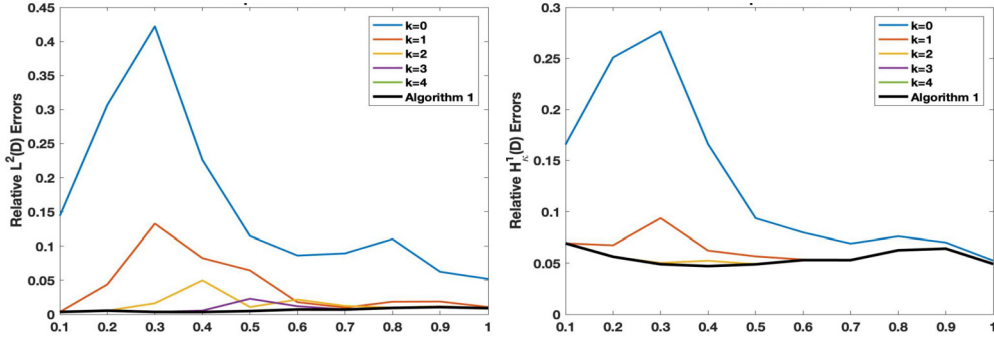 0.45
0.4
0.35
0.3
0.25
0.2
0.15
0.1
0.05
0
Relative L²(D) Errors
k=0
k=1
k=2
k=3
k=4
Algorithm 1
0.1 0.2 0.3 0.4 0.5 0.6 0.7 0.8 0.9 1
0.3
0.25
0.2
0.15
0.1
0.05
0
Relative H¹κ(D) Errors
k=0
k=1
k=2
k=3
k=4
Algorithm 1
0.1 0.2 0.3 0.4 0.5 0.6 0.7 0.8 0.9 1